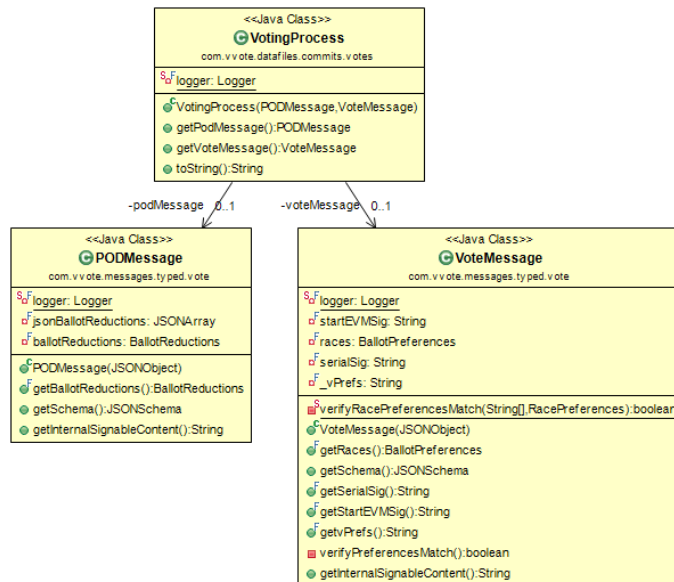 <<Java Class>>
VotingProcess
com.vvote.datafiles.commits.votes
logger: Logger
VotingProcess(PODMessage,VoteMessage)
getPodMessage():PODMessage
getVoteMessage():VoteMessage
toString():String
-podMessage 0..1
-voteMessage 0..1
<<Java Class>>
PODMessage
com.vvote.messages.typed.vote
logger: Logger
jsonBallotReductions: JSONArray
ballotReductions: BallotReductions
PODMessage(JSONObject)
getBallotReductions():BallotReductions
getSchema():JSONSchema
getInternalSignableContent():String
<<Java Class>>
VoteMessage
com.vvote.messages.typed.vote
logger: Logger
startEVMSig: String
races: BallotPreferences
serialSig: String
_vPrefs: String
verifyRacePreferencesMatch(String[],RacePreferences):boolean
VoteMessage(JSONObject)
getRaces():BallotPreferences
getSchema():JSONSchema
getSerialSig():String
getStartEVMSig():String
getvPrefs():String
verifyPreferencesMatch():boolean
getInternalSignableContent():String